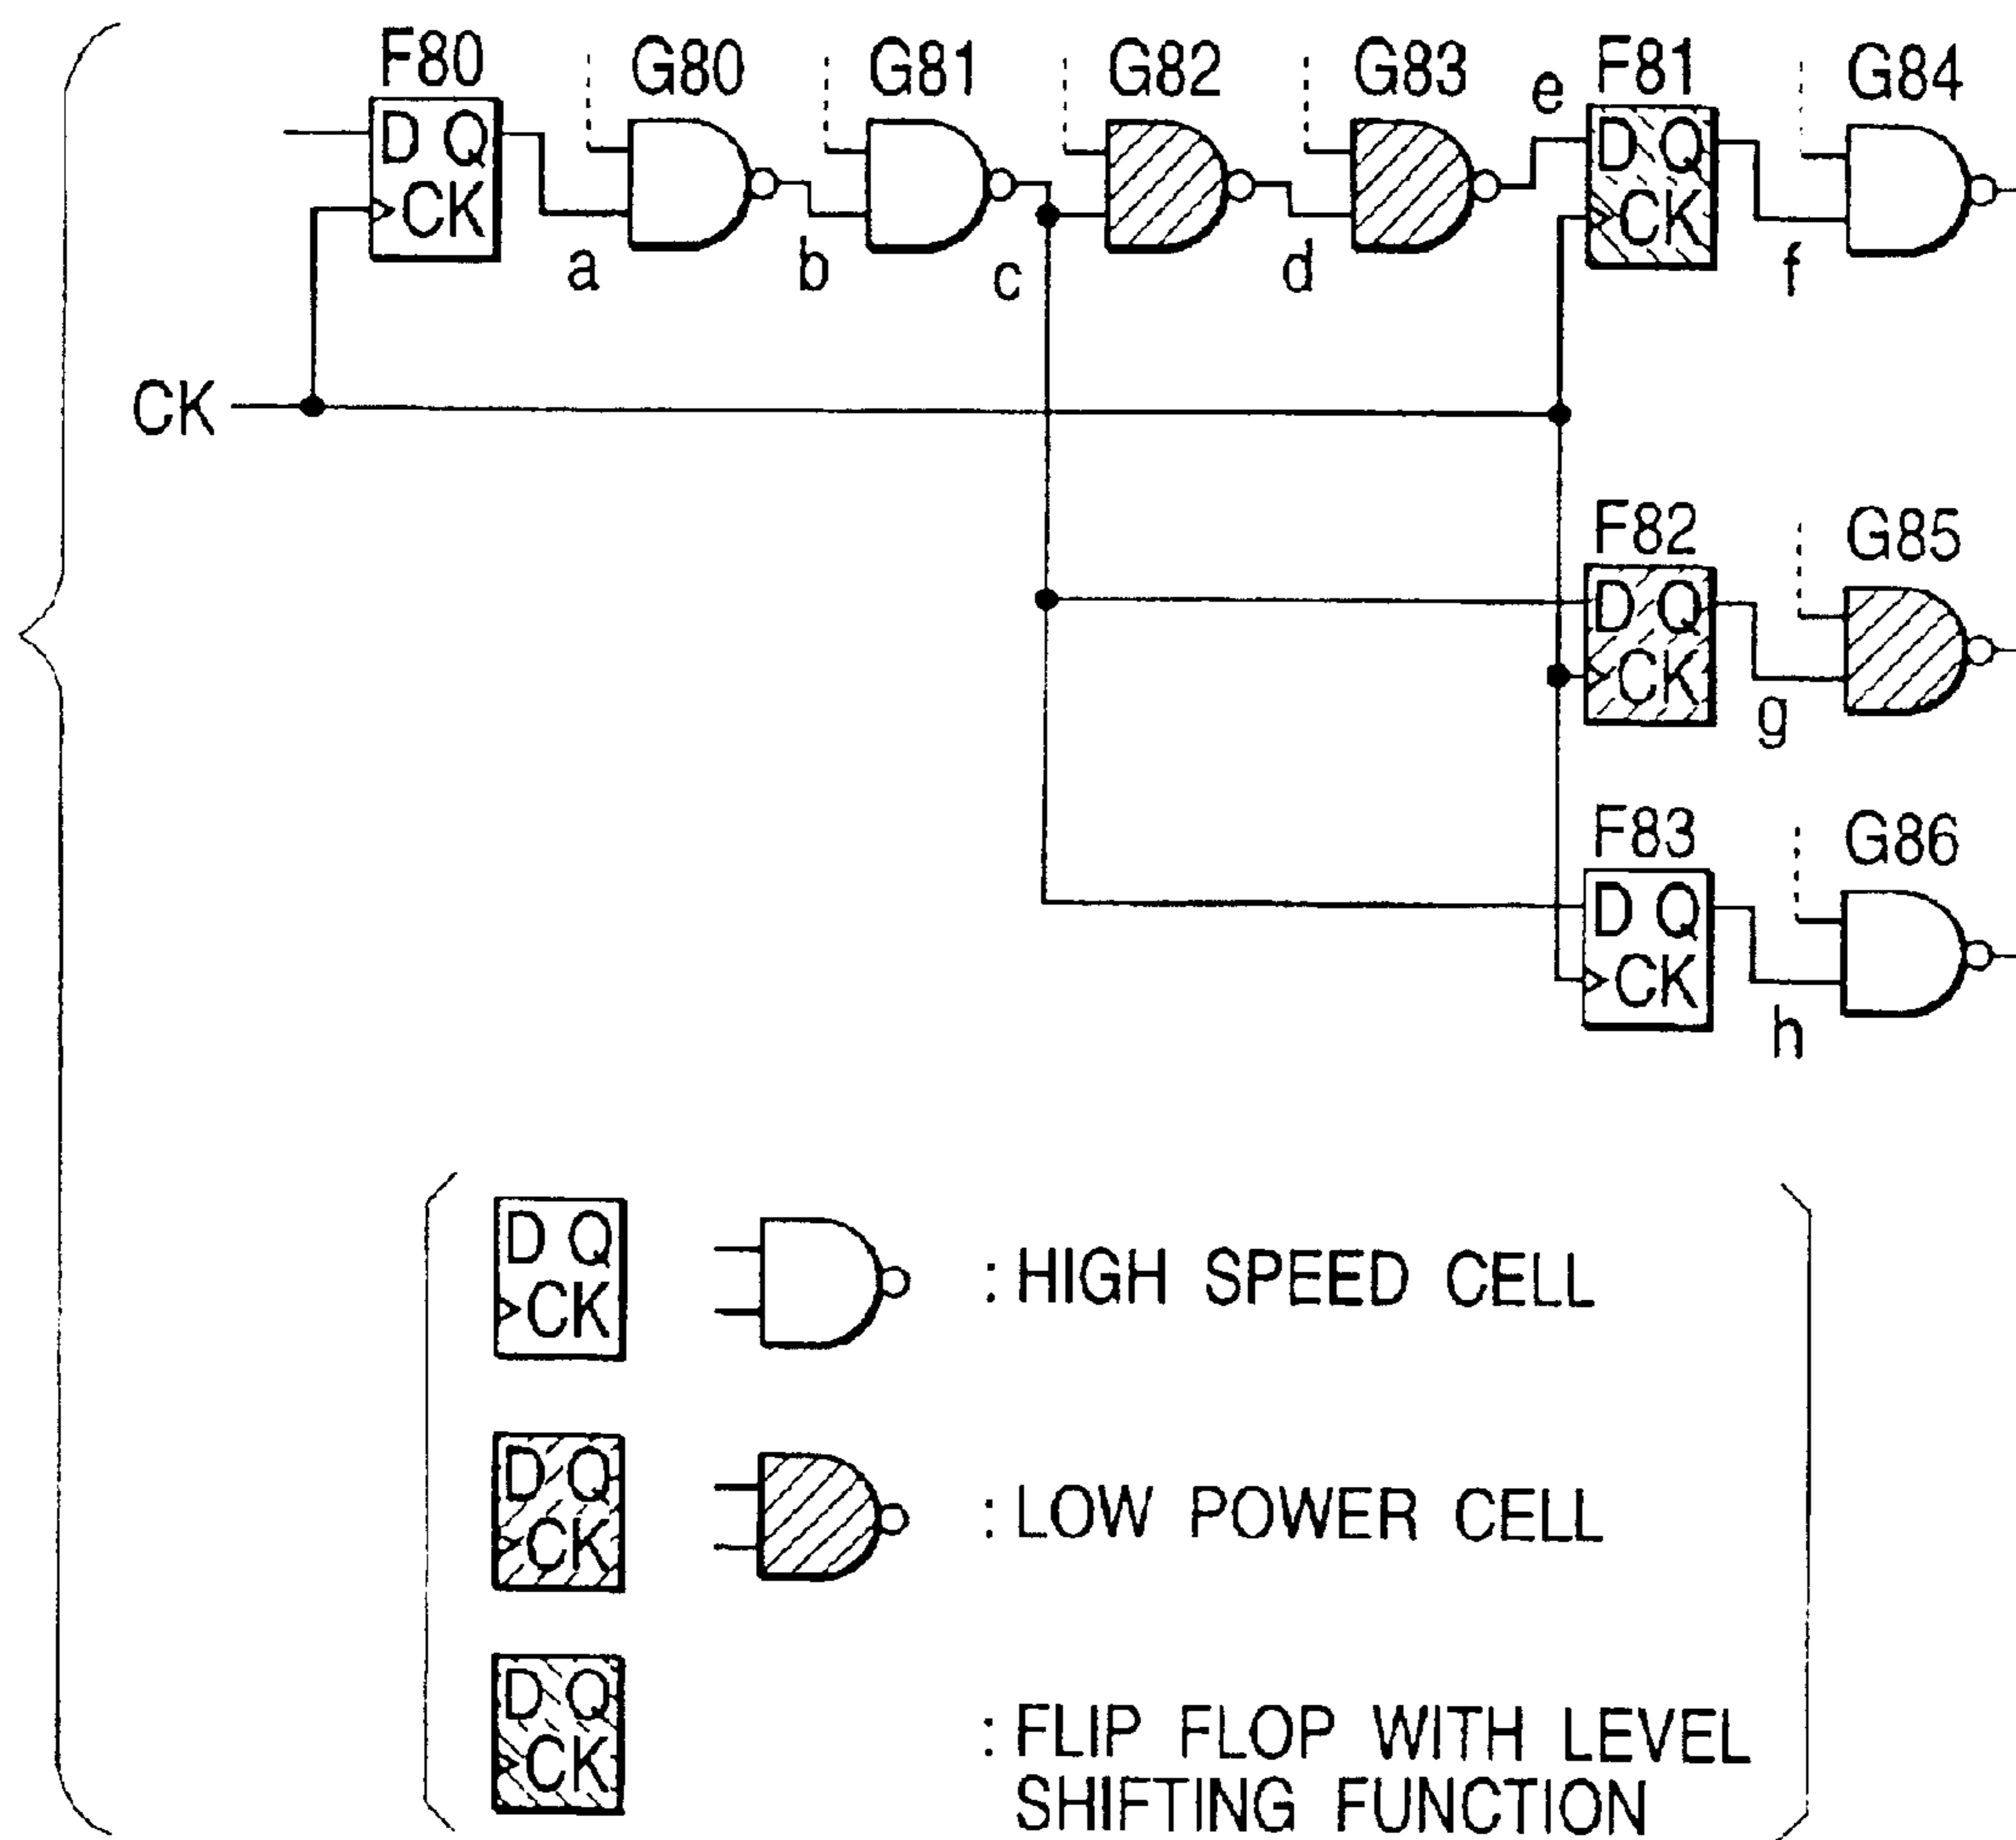 F80 G80 G81 G82 G83 e F81 G84
D Q D Q
CK CK
a b c d f
CK
F82 G85
D Q
CK
g
F83 G86
D Q
CK
h
D Q
CK
: HIGH SPEED CELL
D Q
CK
: LOW POWER CELL
D Q
CK
: FLIP FLOP WITH LEVEL
SHIFTING FUNCTION